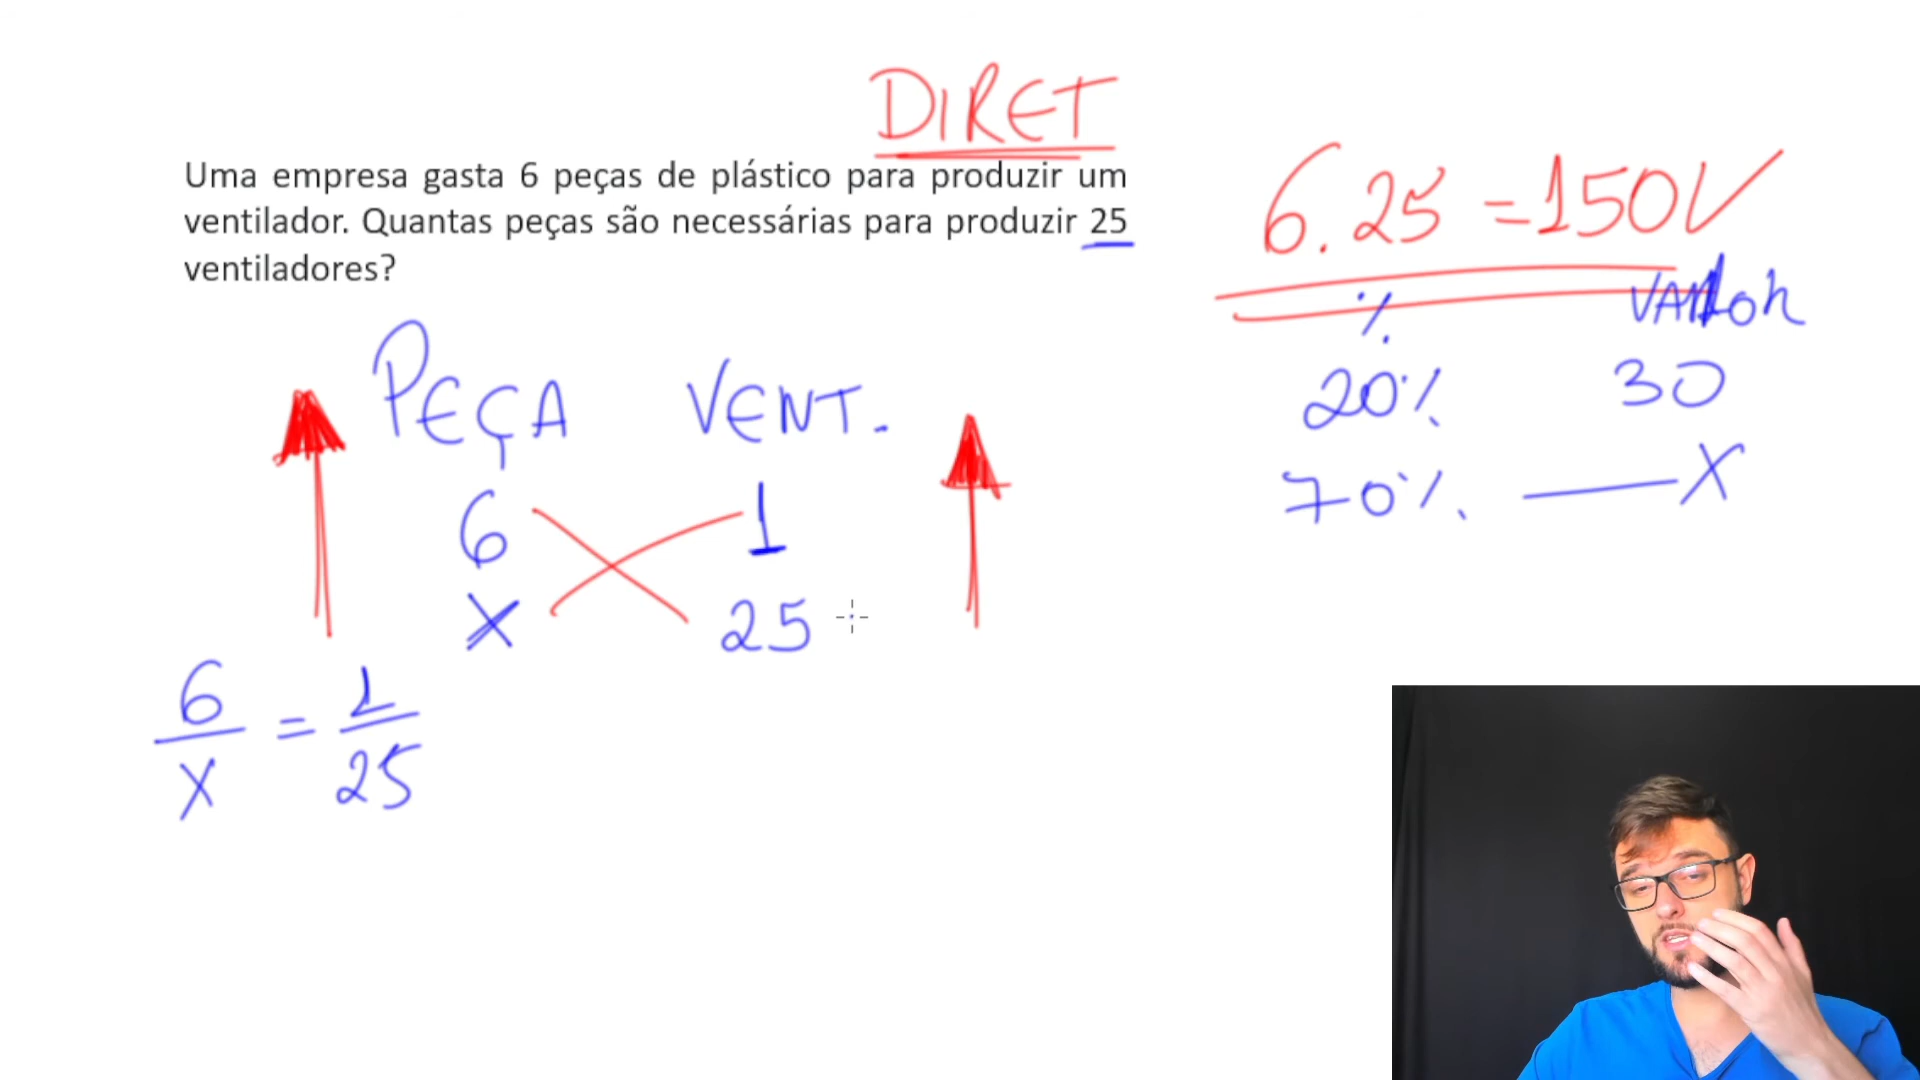 DIRET
Uma empresa gasta 6 peças de plástico para produzir um
ventilador. Quantas peças são necessárias para produzir 25
ventiladores?
6.25 = 150
% VALOR
20% 30
70% — X
PEÇA VENT.
6 1
X 25
6/X = 1/25